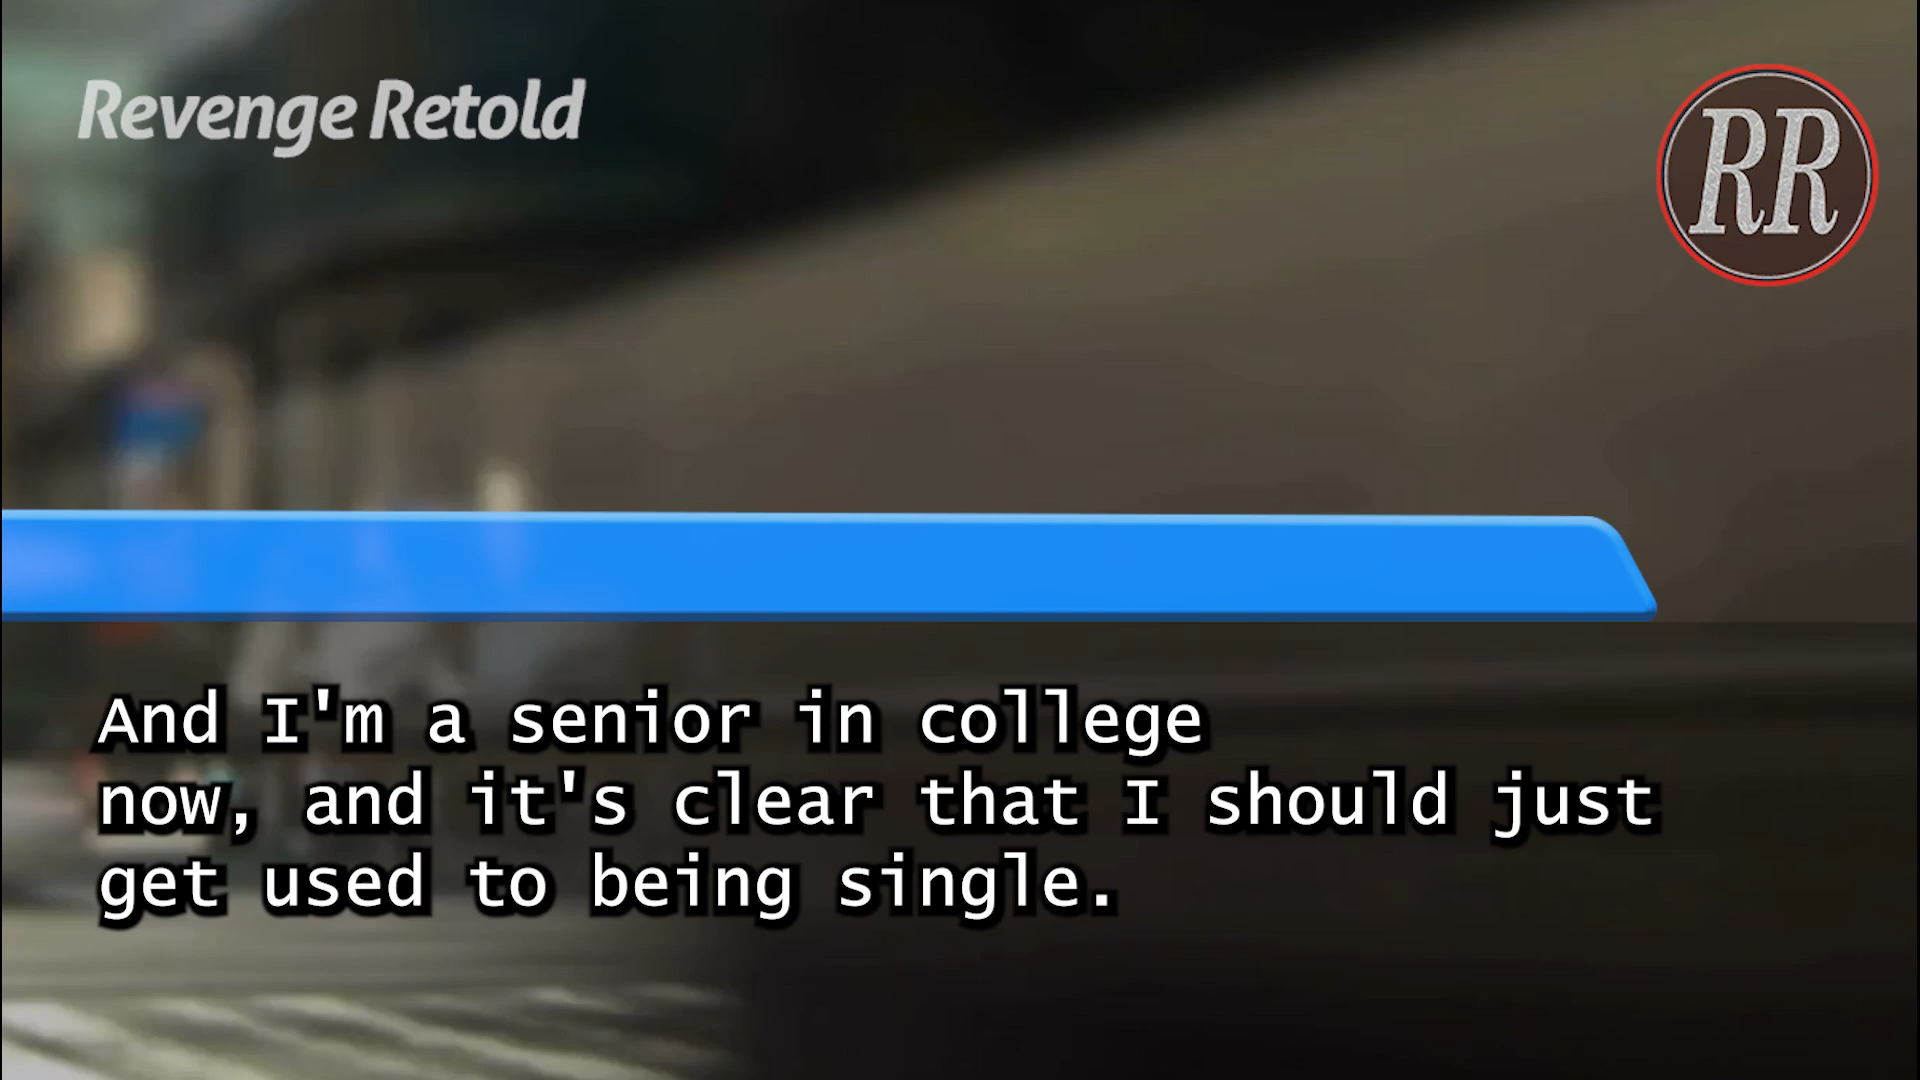 Revenge Retold
RR
And I'm a senior in college
now, and it's clear that I should just
get used to being single.